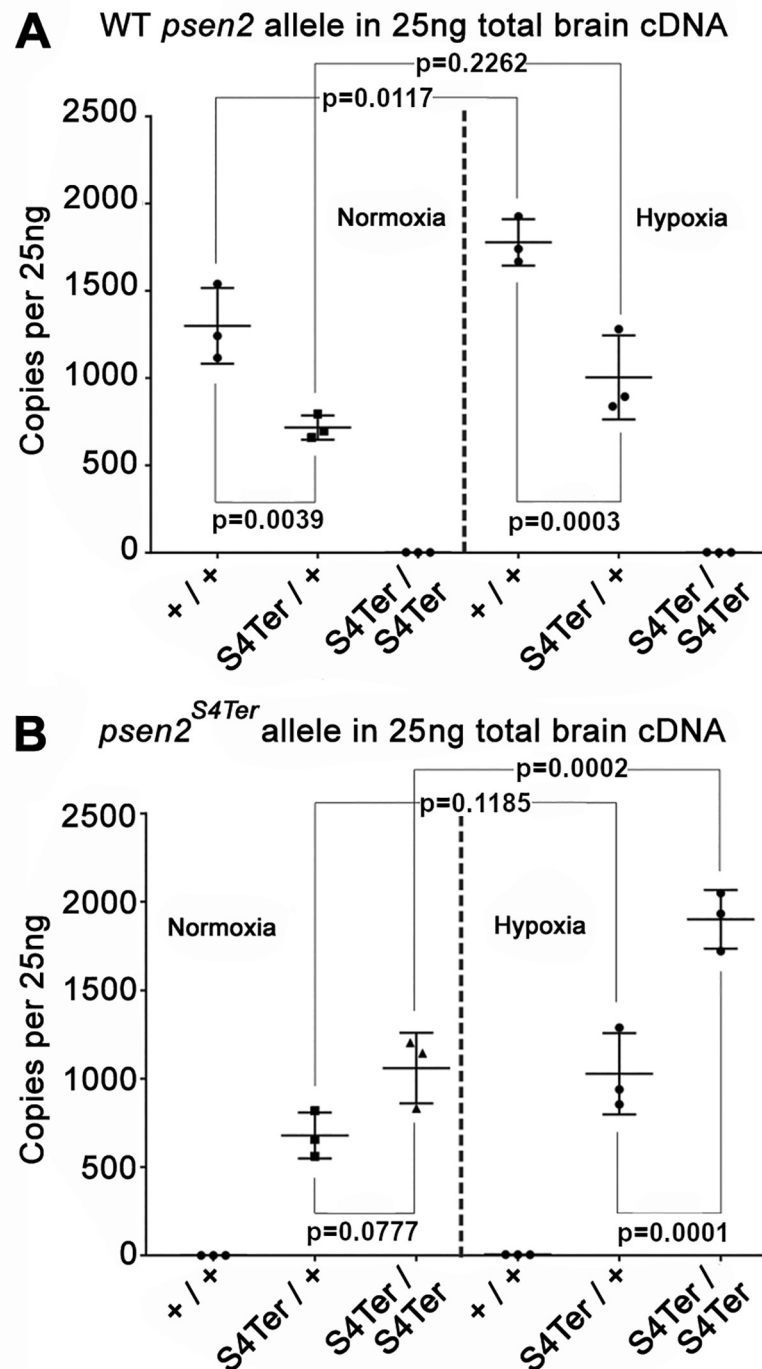 A WT psen2 allele in 25ng total brain cDNA
p=0.2262
p=0.0117
2500
2000
1500
1000
500
0
Copies per 25ng
Normoxia
Hypoxia
p=0.0039
p=0.0003
+ / +
S4Ter / +
S4Ter /
S4Ter
+ / +
S4Ter / +
S4Ter /
S4Ter
B psen2 S4Ter allele in 25ng total brain cDNA
p=0.0002
p=0.1185
2500
2000
1500
1000
500
0
Copies per 25ng
Normoxia
Hypoxia
p=0.0777
p=0.0001
+ / +
S4Ter / +
S4Ter /
S4Ter
+ / +
S4Ter / +
S4Ter /
S4Ter